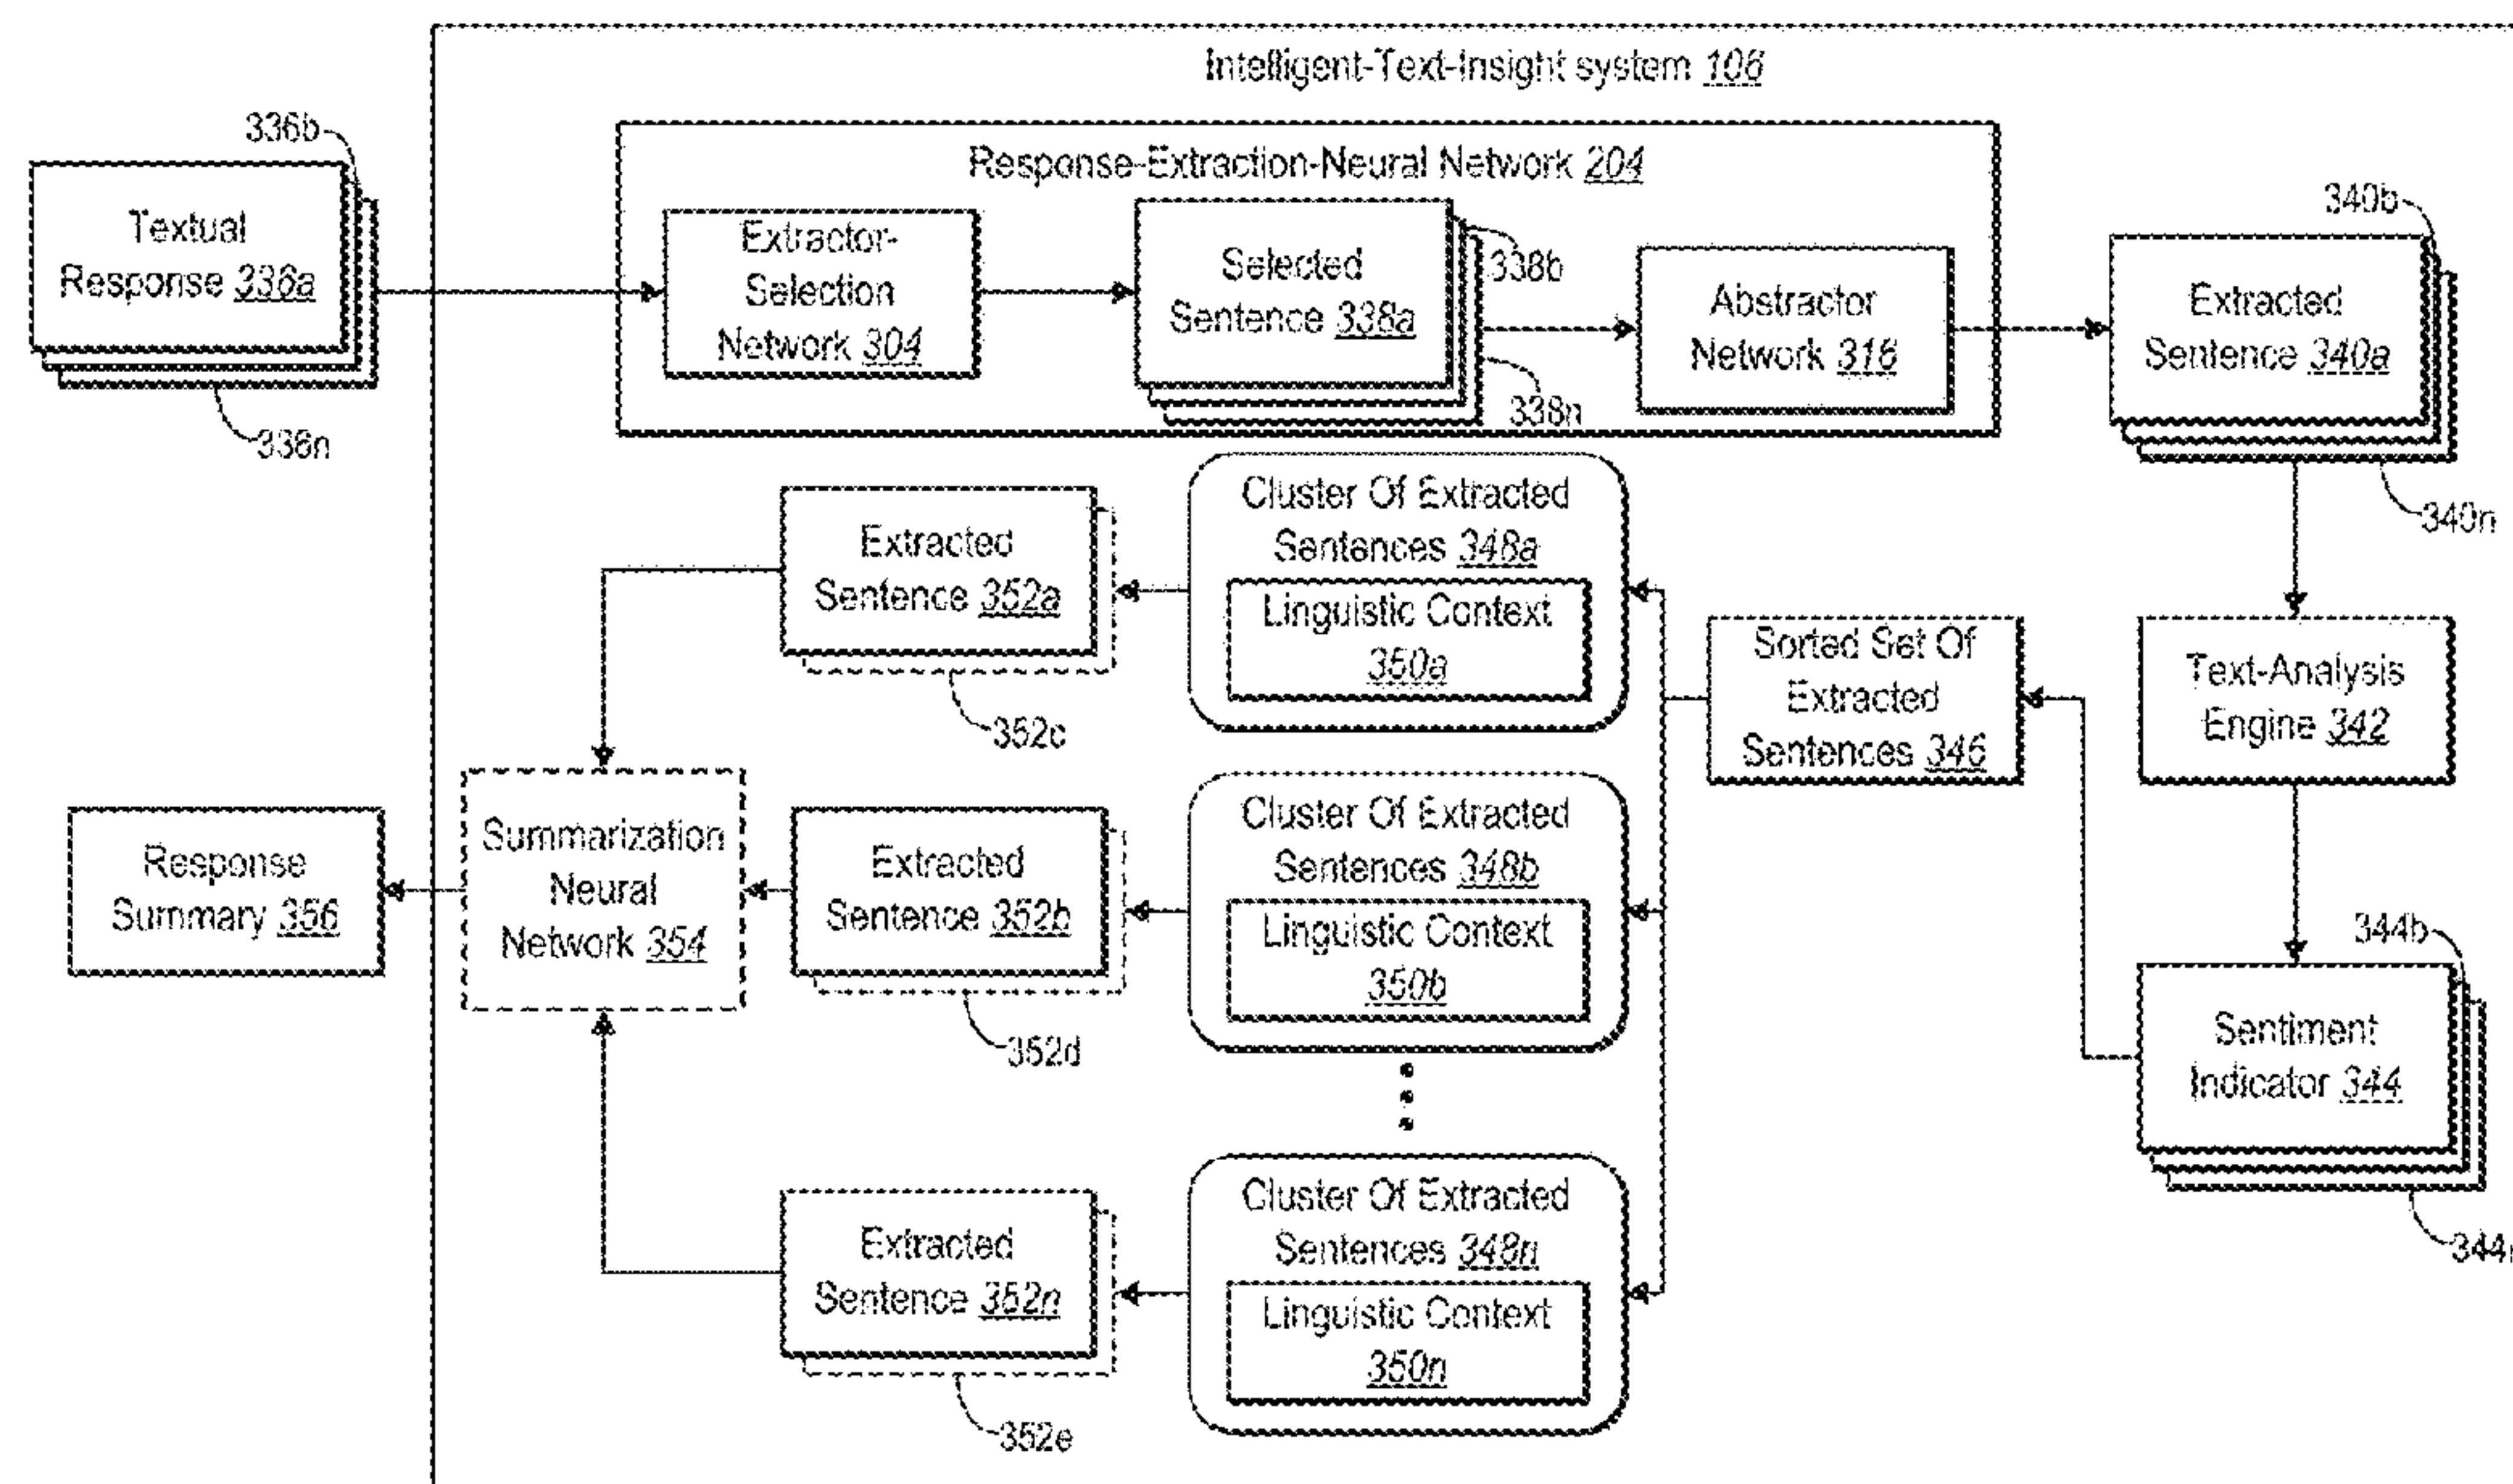 Intelligent-Text-Insight system 106
Response-Extraction-Neural Network 204
336b
Textual
Response 336a
336n
Extractor-
Selection
Network 304
Selected
Sentence 338a
338b
338n
Abstractor
Network 316
340b
Extracted
Sentence 340a
340n
Extracted
Sentence 352a
352c
Cluster Of Extracted
Sentences 348a
Linguistic Context
350a
Sorted Set Of
Extracted
Sentences 346
Text-Analysis
Engine 342
Response
Summary 356
Summarization
Neural
Network 354
Extracted
Sentence 352b
352d
Cluster Of Extracted
Sentences 348b
Linguistic Context
350b
344b
Sentiment
Indicator 344
Extracted
Sentence 352n
352e
Cluster Of Extracted
Sentences 348n
Linguistic Context
350n